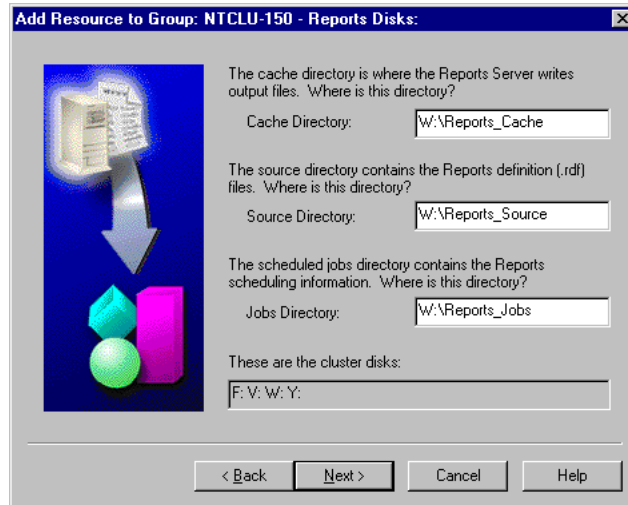 Add Resource to Group: NTCLU-150 - Reports Disks:
The cache directory is where the Reports Server writes
output files. Where is this directory?
Cache Directory: W:\Reports_Cache
The source directory contains the Reports definition (.rdf)
files. Where is this directory?
Source Directory: W:\Reports_Source
The scheduled jobs directory contains the Reports
scheduling information. Where is this directory?
Jobs Directory: W:\Reports_Jobs
These are the cluster disks:
F: V: W: Y:
< Back Next > Cancel Help